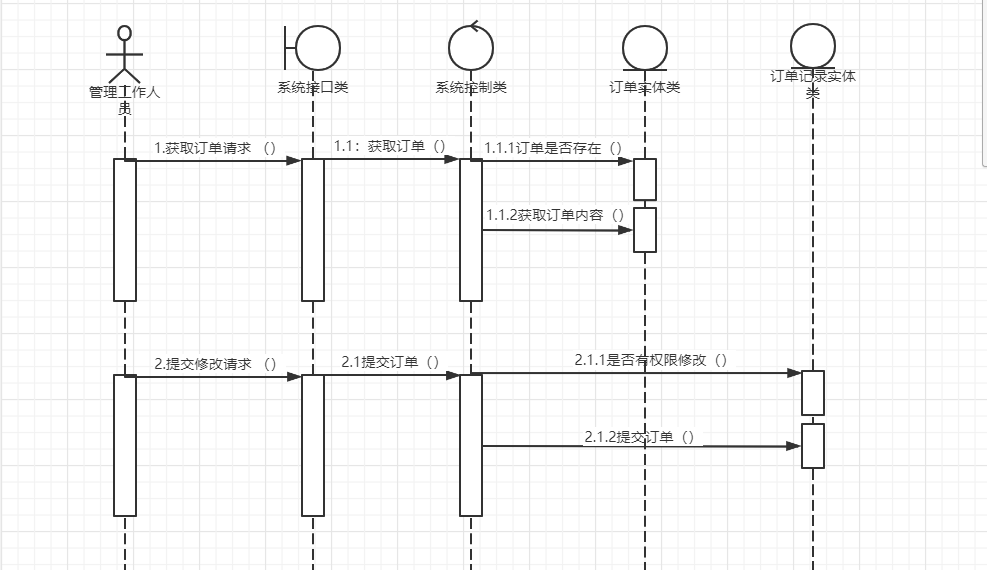 管理工作人
员
系统接口类
系统控制类
订单实体类
订单记录实体
类
1.获取订单请求 （）
1.1：获取订单（）
1.1.1订单是否存在（）
1.1.2获取订单内容（）
2.提交修改请求 （）
2.1提交订单（）
2.1.1是否有权限修改（）
2.1.2提交订单（）